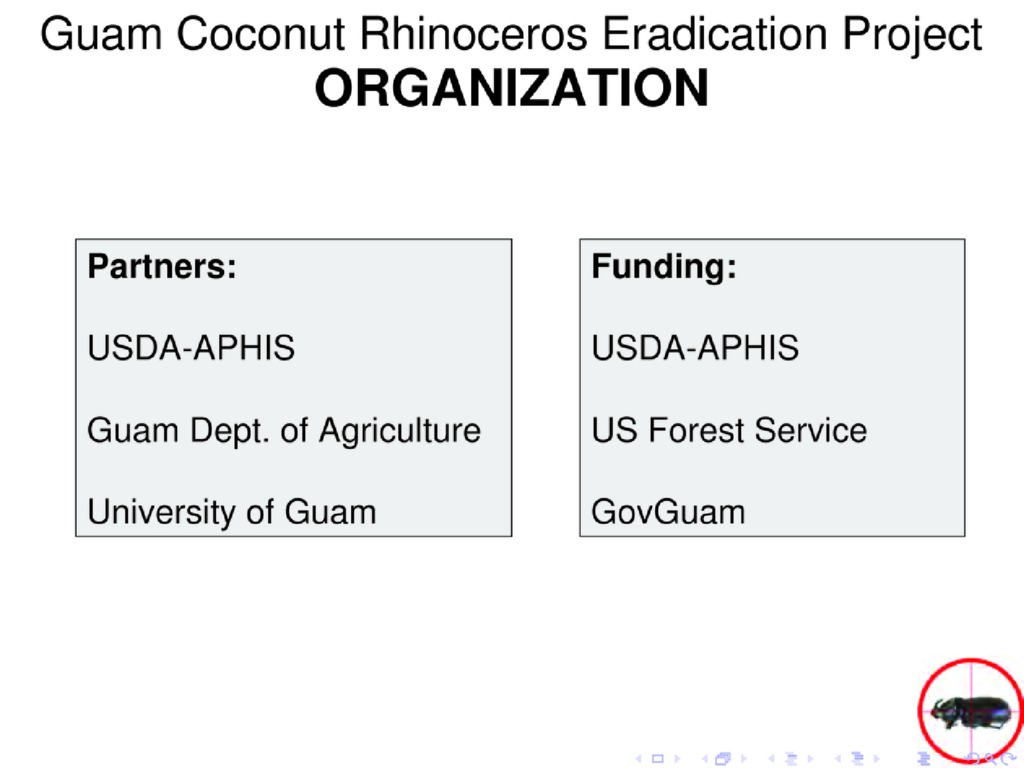 Guam Coconut Rhinoceros Eradication Project
ORGANIZATION
Partners:
USDA-APHIS
Guam Dept. of Agriculture
University of Guam
Funding:
USDA-APHIS
US Forest Service
GovGuam